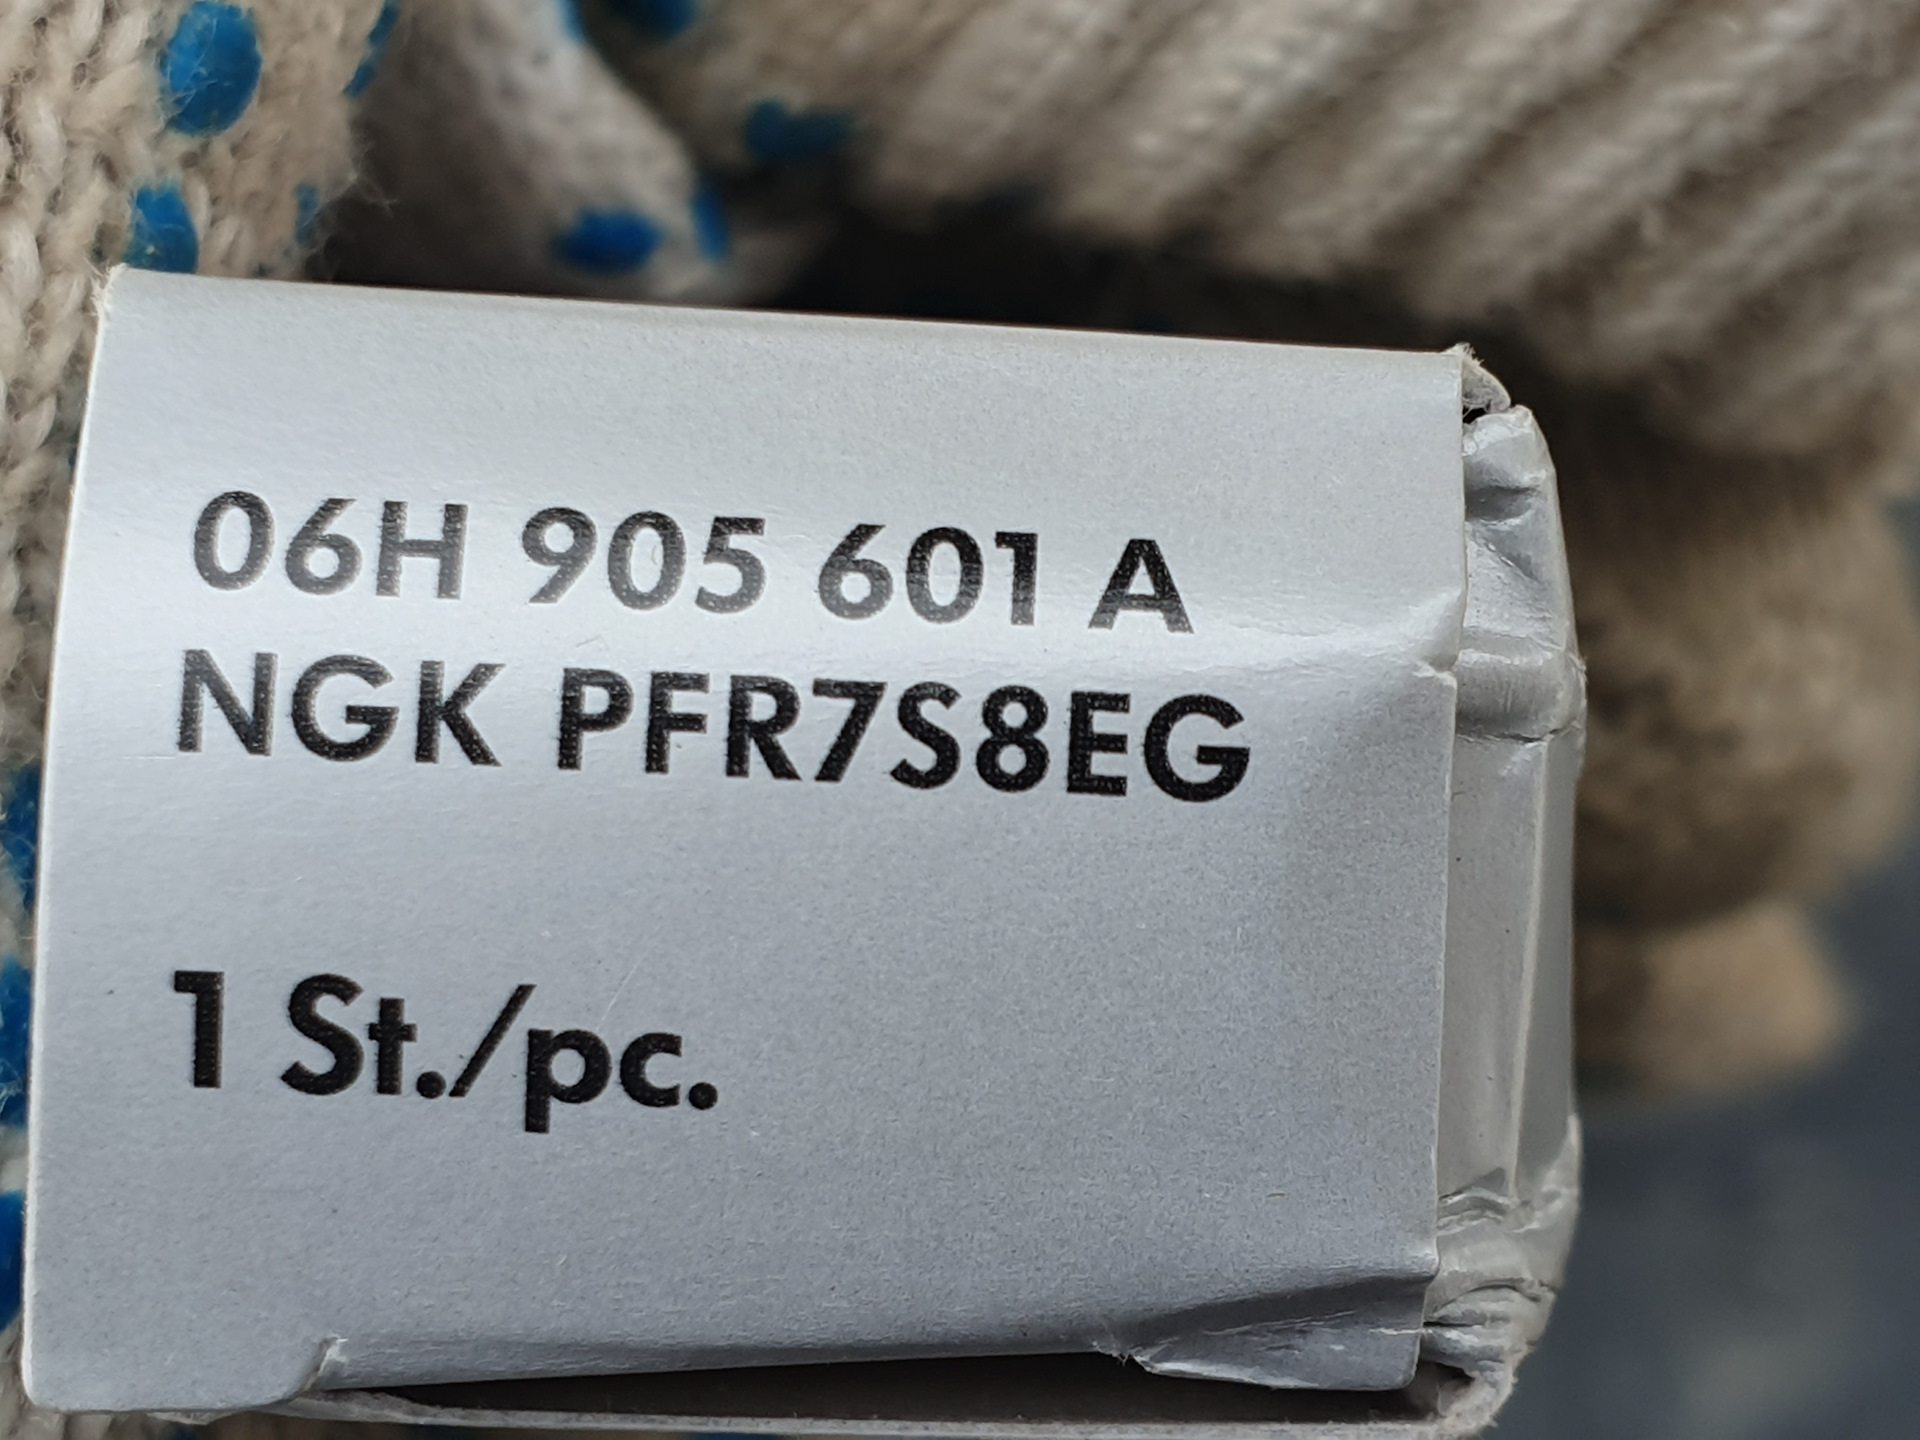 06H 905 601 A
NGK PFR7S8EG
1 St./pc.